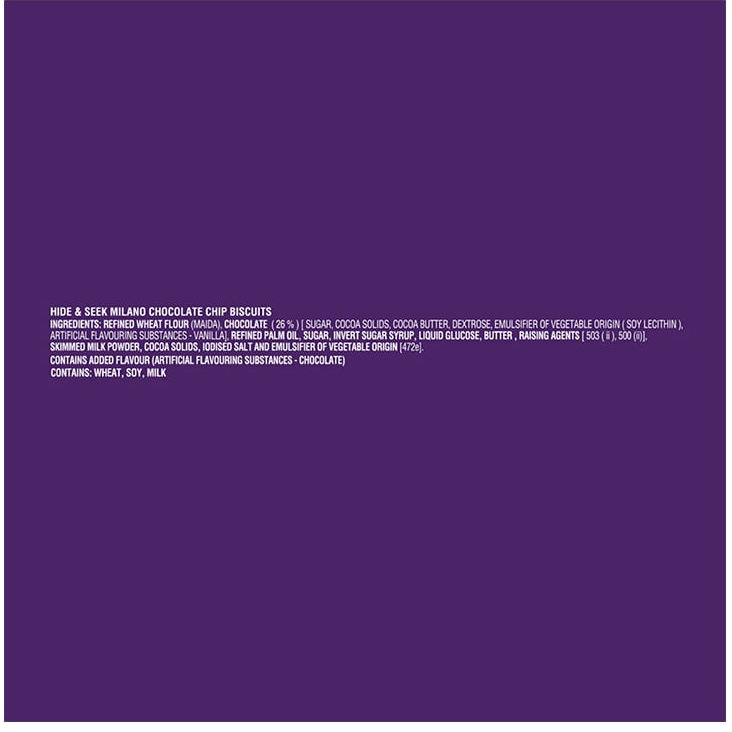 HIDE & SEEK MILANO CHOCOLATE CHIP BISCUITS
INGREDIENTS: REFINED WHEAT FLOUR (MAIDA), CHOCOLATE ( 26 % ) [ SUGAR, COCOA SOLIDS, COCOA BUTTER, DEXTROSE, EMULSIFIER OF VEGETABLE ORIGIN ( SOY LECITHIN ),
ARTIFICIAL FLAVOURING SUBSTANCES - VANILLA], REFINED PALM OIL, SUGAR, INVERT SUGAR SYRUP, LIQUID GLUCOSE, BUTTER , RAISING AGENTS [ 503 ( ii ), 500 (ii)],
SKIMMED MILK POWDER, COCOA SOLIDS, IODISED SALT AND EMULSIFIER OF VEGETABLE ORIGIN [472e].
CONTAINS ADDED FLAVOUR (ARTIFICIAL FLAVOURING SUBSTANCES - CHOCOLATE)
CONTAINS: WHEAT, SOY, MILK